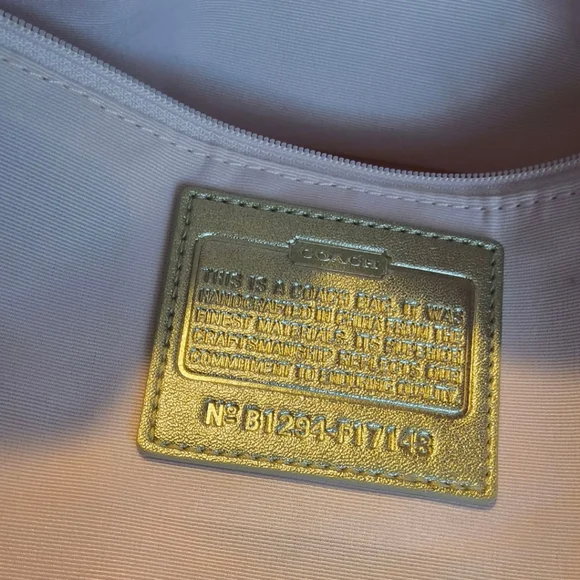 COACH
THIS IS A COACH BAG. IT WAS
HANDCRAFTED IN CHINA FROM THE
FINEST MATERIALS. ITS SUPERIOR
CRAFTSMANSHIP REFLECTS OUR
COMMITMENT TO ENDURING QUALITY.
Nº B1294-F17148